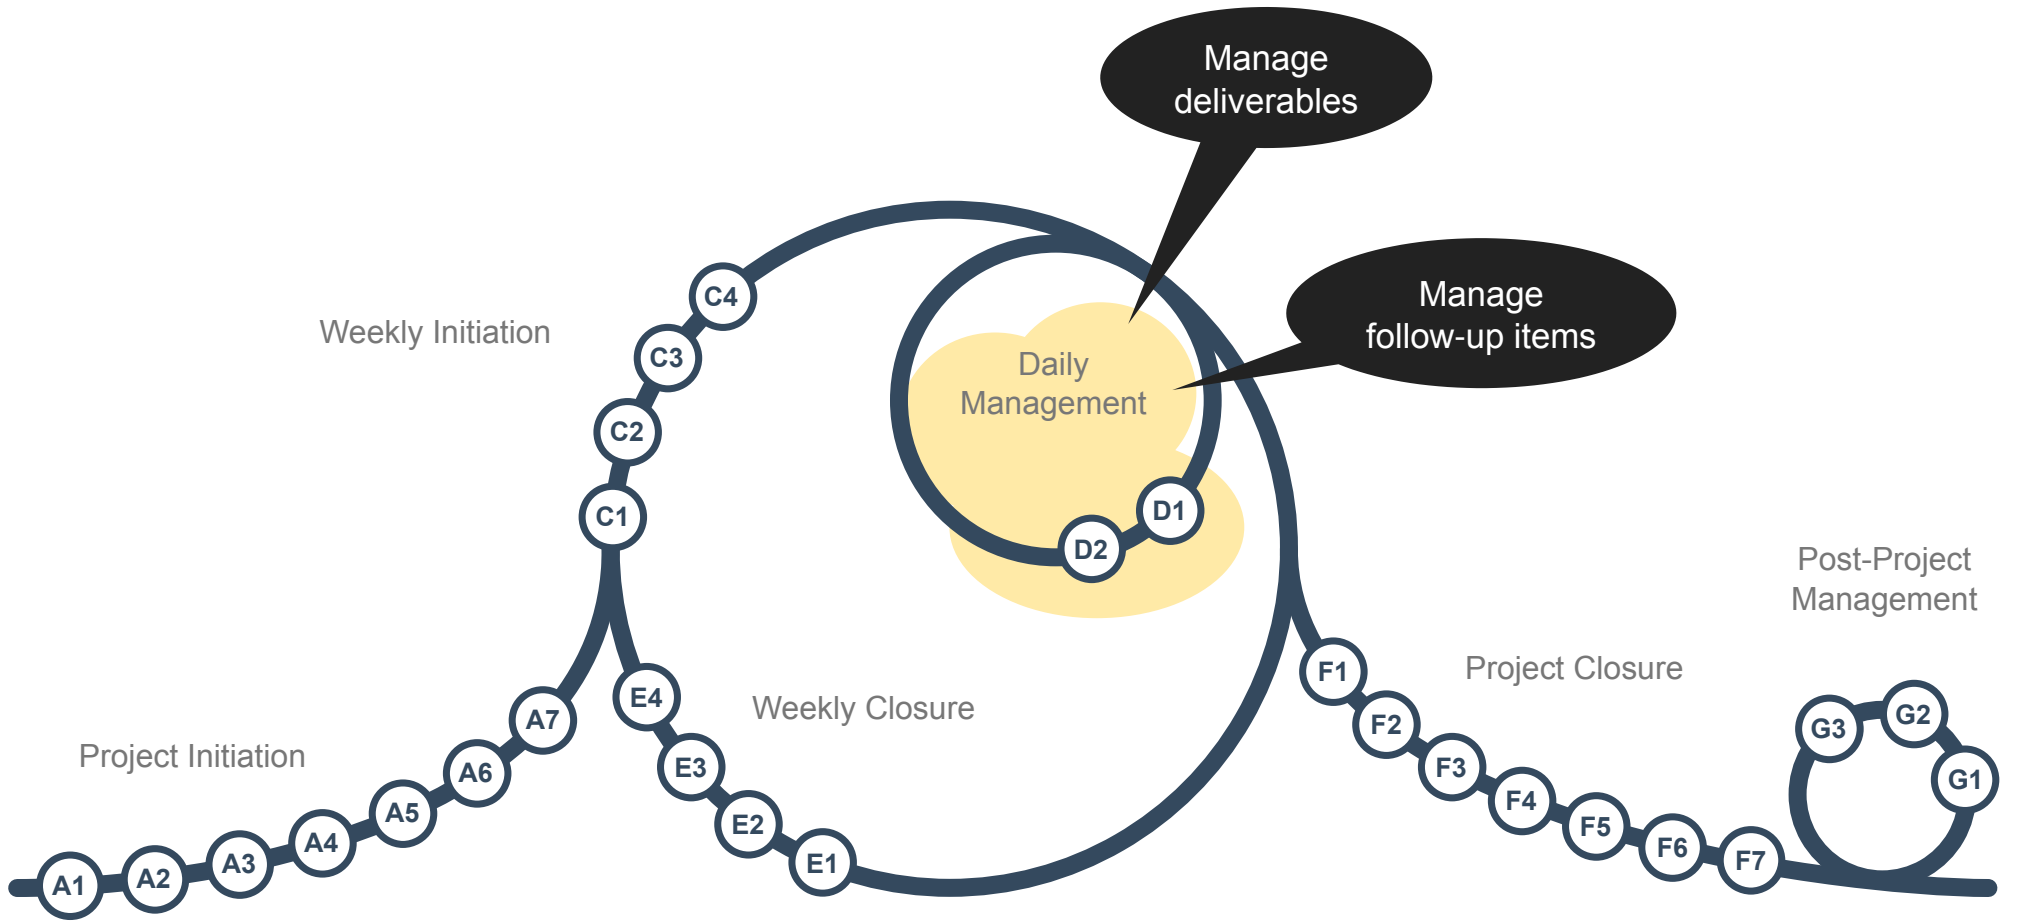 Manage
deliverables
Manage
follow-up items
Weekly Initiation
C4
C3
C2
C1
Daily
Management
D1
D2
Project Initiation
A1
A2
A3
A4
A5
A6
A7
Weekly Closure
E4
E3
E2
E1
Project Closure
F1
F2
F3
F4
F5
F6
F7
Post-Project
Management
G3
G2
G1